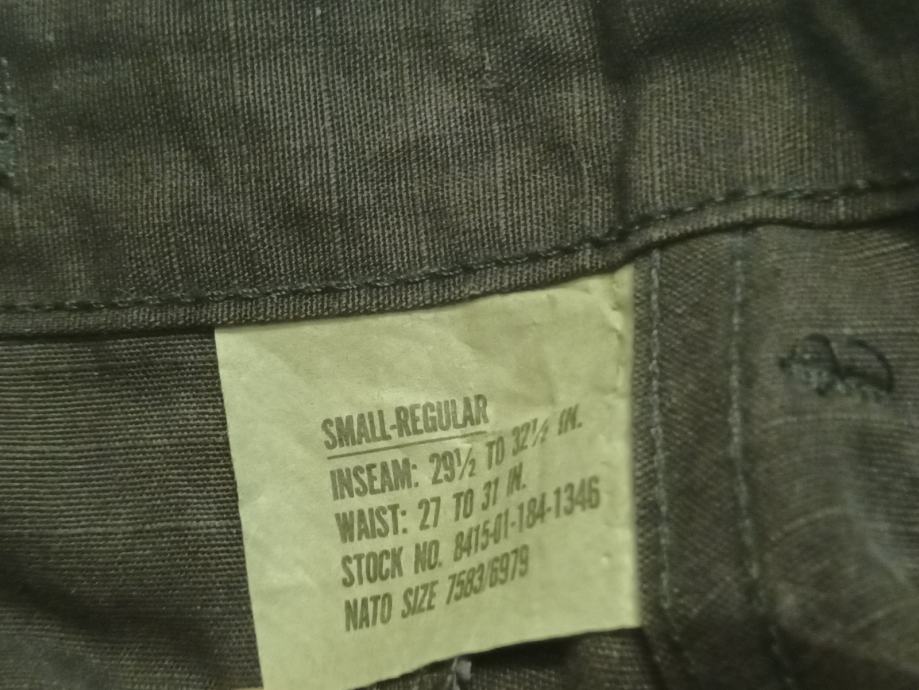 SMALL-REGULAR
INSEAM: 29½ TO 32½ IN.
WAIST: 27 TO 31 IN.
STOCK NO. 8415-01-184-1346
NATO SIZE 7583/6979